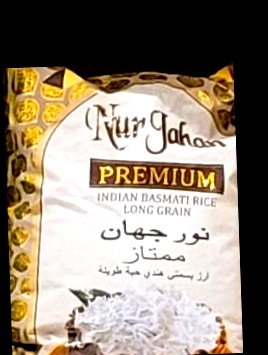 Nur Jahan
PREMIUM
INDIAN BASMATI RICE
LONG GRAIN
نور جهان
ممتاز
ارز بسمتي هندي حبة طويلة